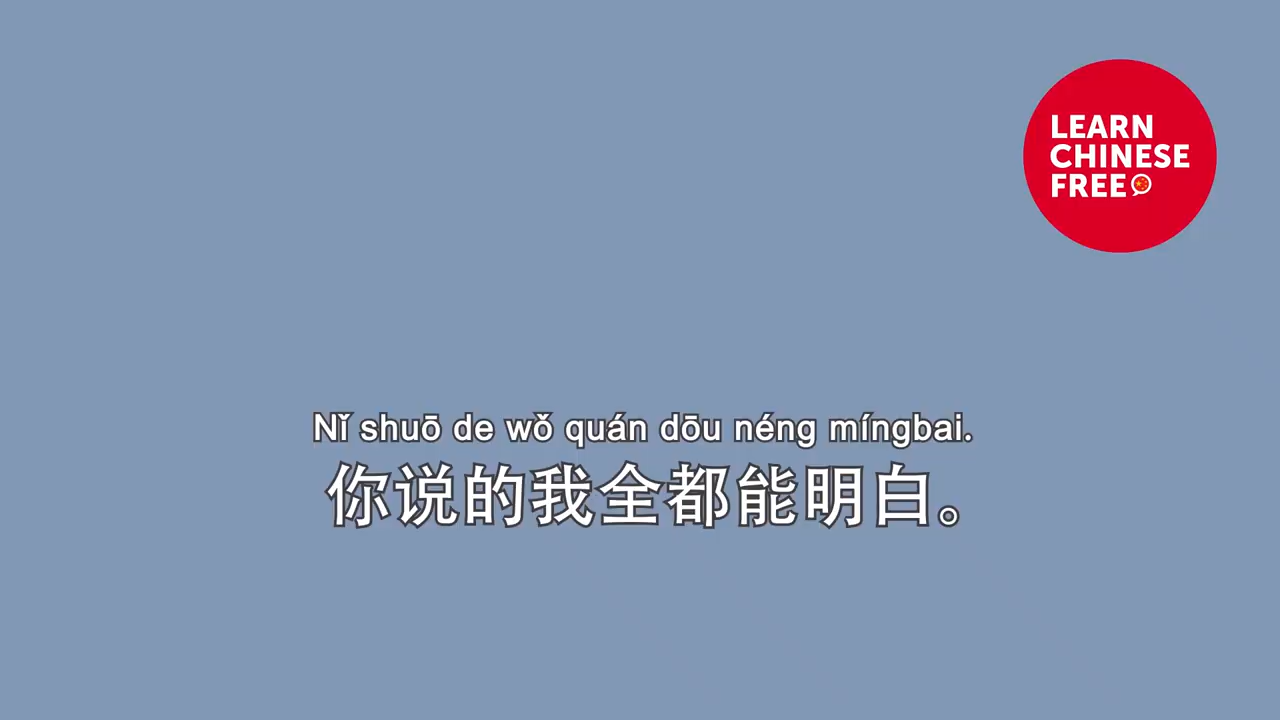 LEARN
CHINESE
FREE
Nǐ shuō de wǒ quán dōu néng míngbai.
你说的我全都能明白。